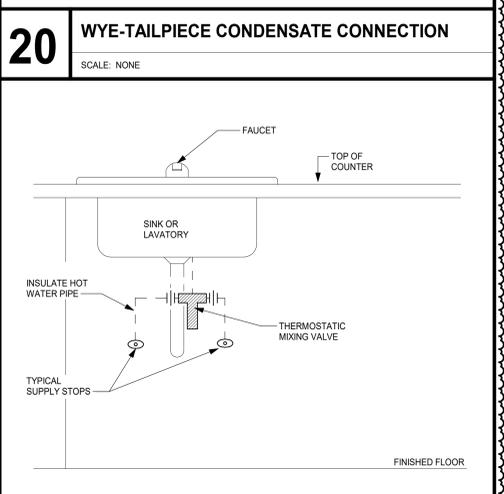 20
WYE-TAILPIECE CONDENSATE CONNECTION
SCALE: NONE
FAUCET
TOP OF
COUNTER
SINK OR
LAVATORY
INSULATE HOT
WATER PIPE
THERMOSTATIC
MIXING VALVE
TYPICAL
SUPPLY STOPS
FINISHED FLOOR